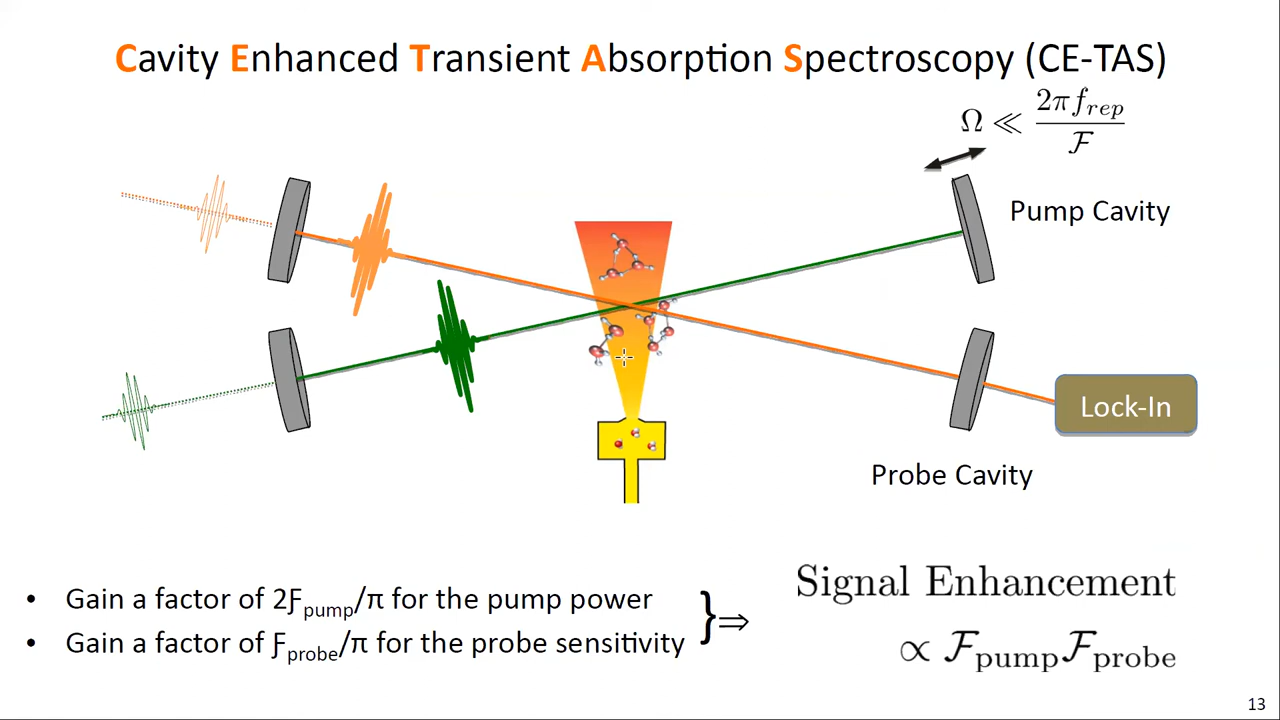 Cavity Enhanced Transient Absorption Spectroscopy (CE-TAS)
Ω ≪ 2πf_rep / ℱ
Pump Cavity
Lock-In
Probe Cavity
• Gain a factor of 2Ƒpump/π for the pump power
• Gain a factor of Ƒprobe/π for the probe sensitivity
} ⇒
Signal Enhancement
∝ ℱpumpℱprobe
13